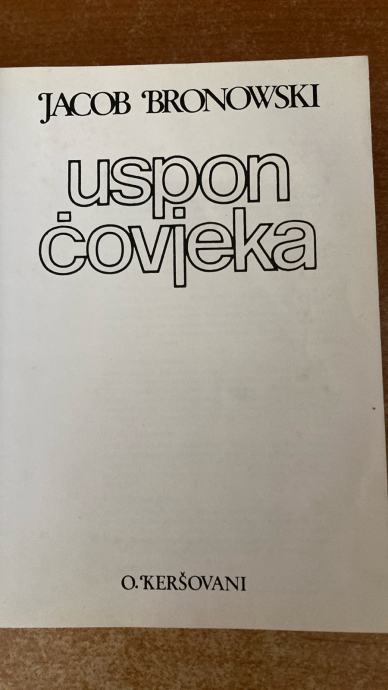 JACOB BRONOWSKI
uspon
čovjeka
O. KERŠOVANI